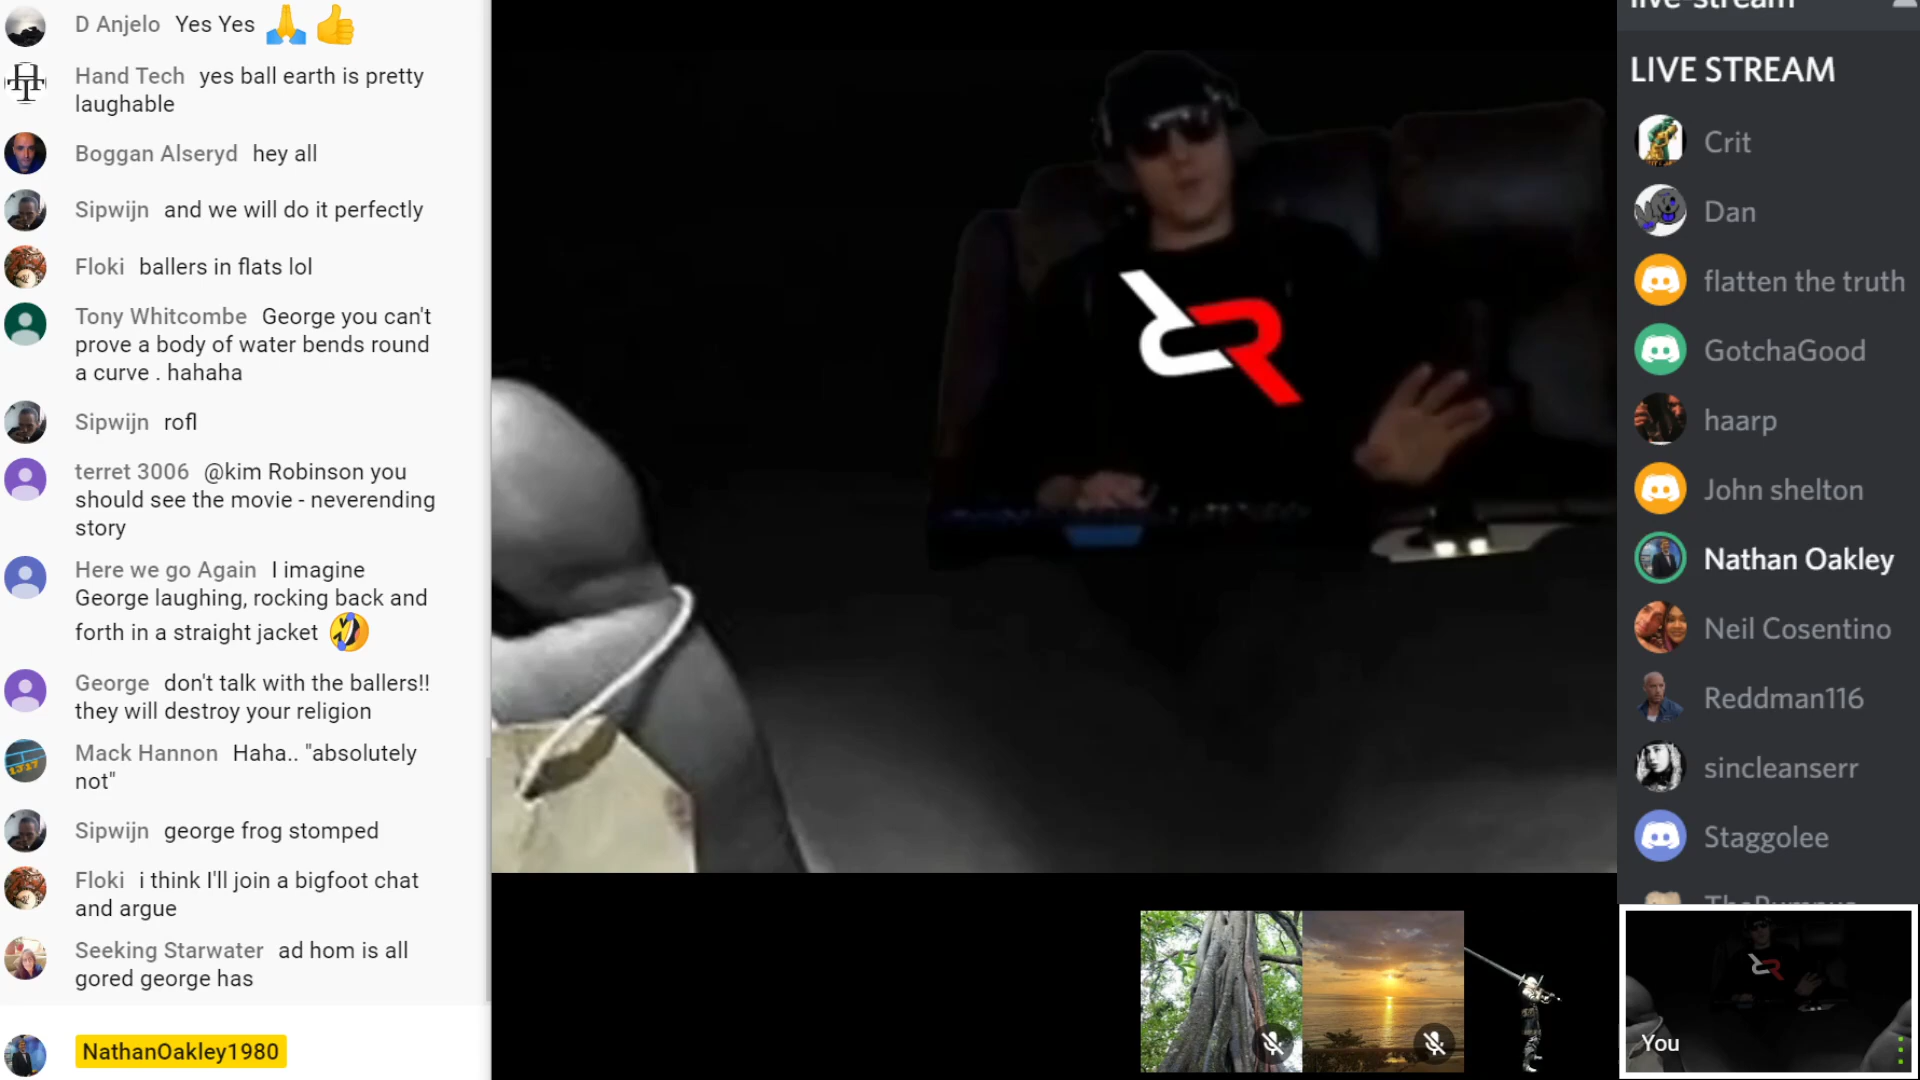 D Anjelo Yes Yes
Hand Tech yes ball earth is pretty
laughable
Boggan Alseryd hey all
Sipwijn and we will do it perfectly
Floki ballers in flats lol
Tony Whitcombe George you can't
prove a body of water bends round
a curve . hahaha
Sipwijn rofl
terret 3006 @kim Robinson you
should see the movie - neverending
story
Here we go Again I imagine
George laughing, rocking back and
forth in a straight jacket
George don't talk with the ballers!!
they will destroy your religion
Mack Hannon Haha.. "absolutely
not"
Sipwijn george frog stomped
Floki i think I'll join a bigfoot chat
and argue
Seeking Starwater ad hom is all
gored george has
NathanOakley1980
live-stream
LIVE STREAM
Crit
Dan
flatten the truth
GotchaGood
haarp
John shelton
Nathan Oakley
Neil Cosentino
Reddman116
sincleanserr
Staggolee
You